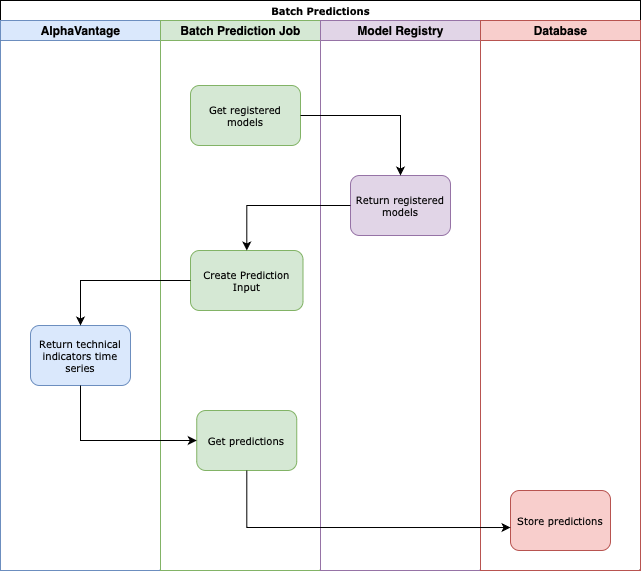 Batch Predictions
AlphaVantage
Batch Prediction Job
Model Registry
Database
Get registered
models
Return registered
models
Create Prediction
Input
Return technical
indicators time
series
Get predictions
Store predictions